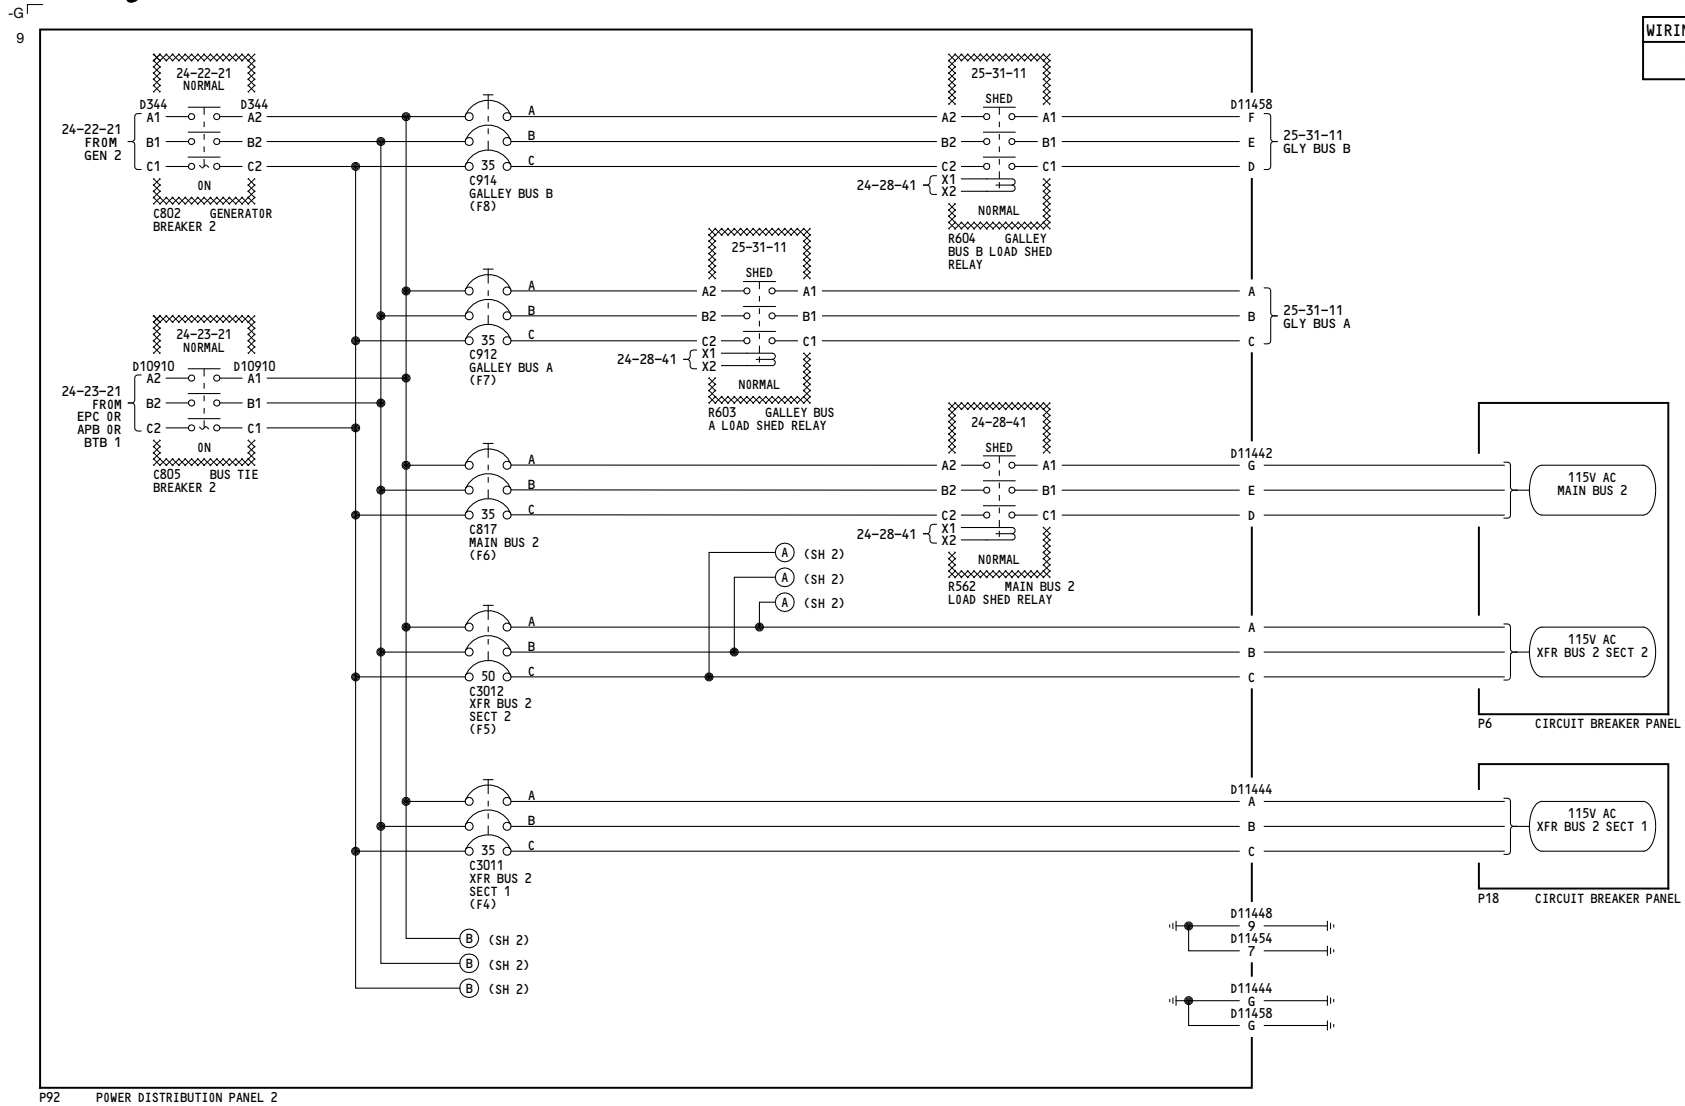 -G
9
WIRIN
24-22-21
NORMAL
D344 D344
A1 A2
B1 B2
C1 C2
24-22-21
FROM
GEN 2
ON
C802 GENERATOR
BREAKER 2
A
B
35 C
C914
GALLEY BUS B
(F8)
25-31-11
SHED
A2 A1
B2 B1
C2 C1
X1
X2
24-28-41
NORMAL
R604 GALLEY
BUS B LOAD SHED
RELAY
D11458
F
E
D
25-31-11
GLY BUS B
A
B
35 C
C912
GALLEY BUS A
(F7)
25-31-11
SHED
A2 A1
B2 B1
C2 C1
X1
X2
24-28-41
NORMAL
R603 GALLEY BUS
A LOAD SHED RELAY
A
B
C
25-31-11
GLY BUS A
24-23-21
NORMAL
D10910 D10910
A2 A1
B2 B1
C2 C1
24-23-21
FROM
EPC OR
APB OR
BTB 1
ON
C805 BUS TIE
BREAKER 2
A
B
35 C
C817
MAIN BUS 2
(F6)
24-28-41
SHED
A2 A1
B2 B1
C2 C1
X1
X2
24-28-41
NORMAL
R562 MAIN BUS 2
LOAD SHED RELAY
D11442
G
E
D
115V AC
MAIN BUS 2
A (SH 2)
A (SH 2)
A (SH 2)
A
B
50 C
C3012
XFR BUS 2
SECT 2
(F5)
A
B
C
115V AC
XFR BUS 2 SECT 2
P6 CIRCUIT BREAKER PANEL
A
B
35 C
C3011
XFR BUS 2
SECT 1
(F4)
D11444
A
B
C
115V AC
XFR BUS 2 SECT 1
P18 CIRCUIT BREAKER PANEL
B (SH 2)
B (SH 2)
B (SH 2)
D11448
9
D11454
7
D11444
G
D11458
G
P92 POWER DISTRIBUTION PANEL 2